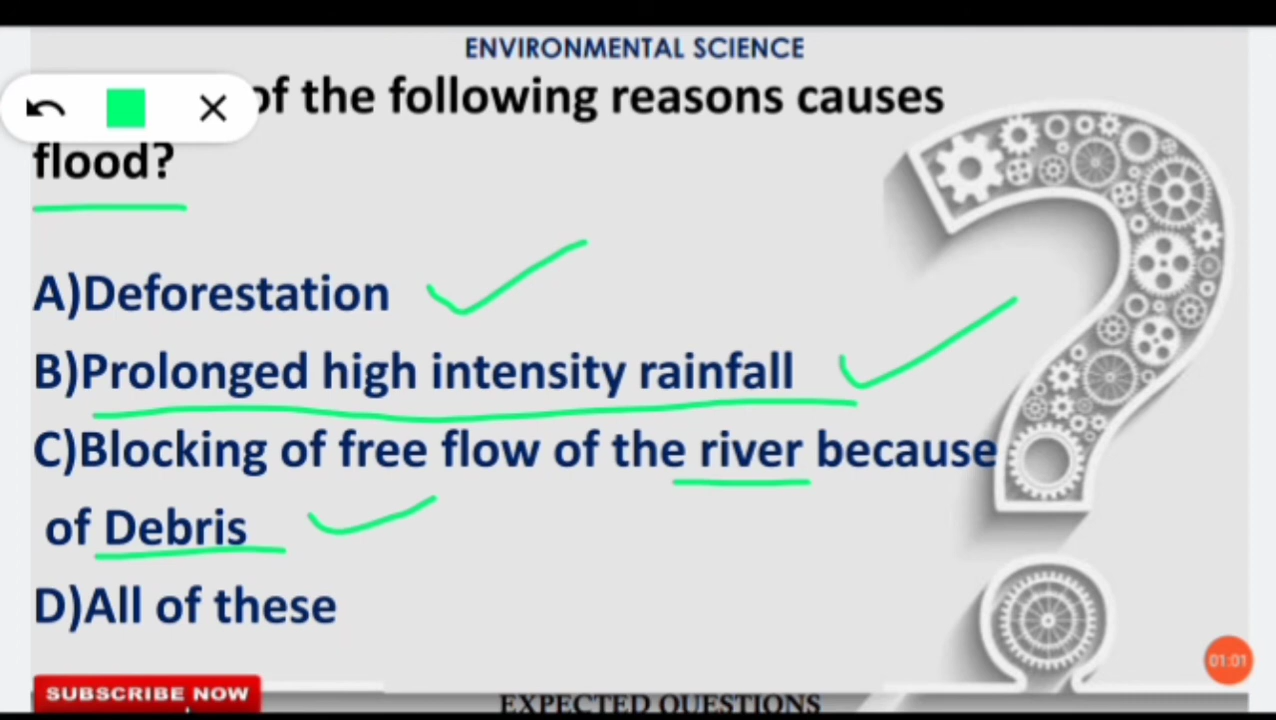 ENVIRONMENTAL SCIENCE
of the following reasons causes
flood?
A)Deforestation
B)Prolonged high intensity rainfall
C)Blocking of free flow of the river because
of Debris
D)All of these
01:01
SUBSCRIBE NOW
EXPECTED QUESTIONS